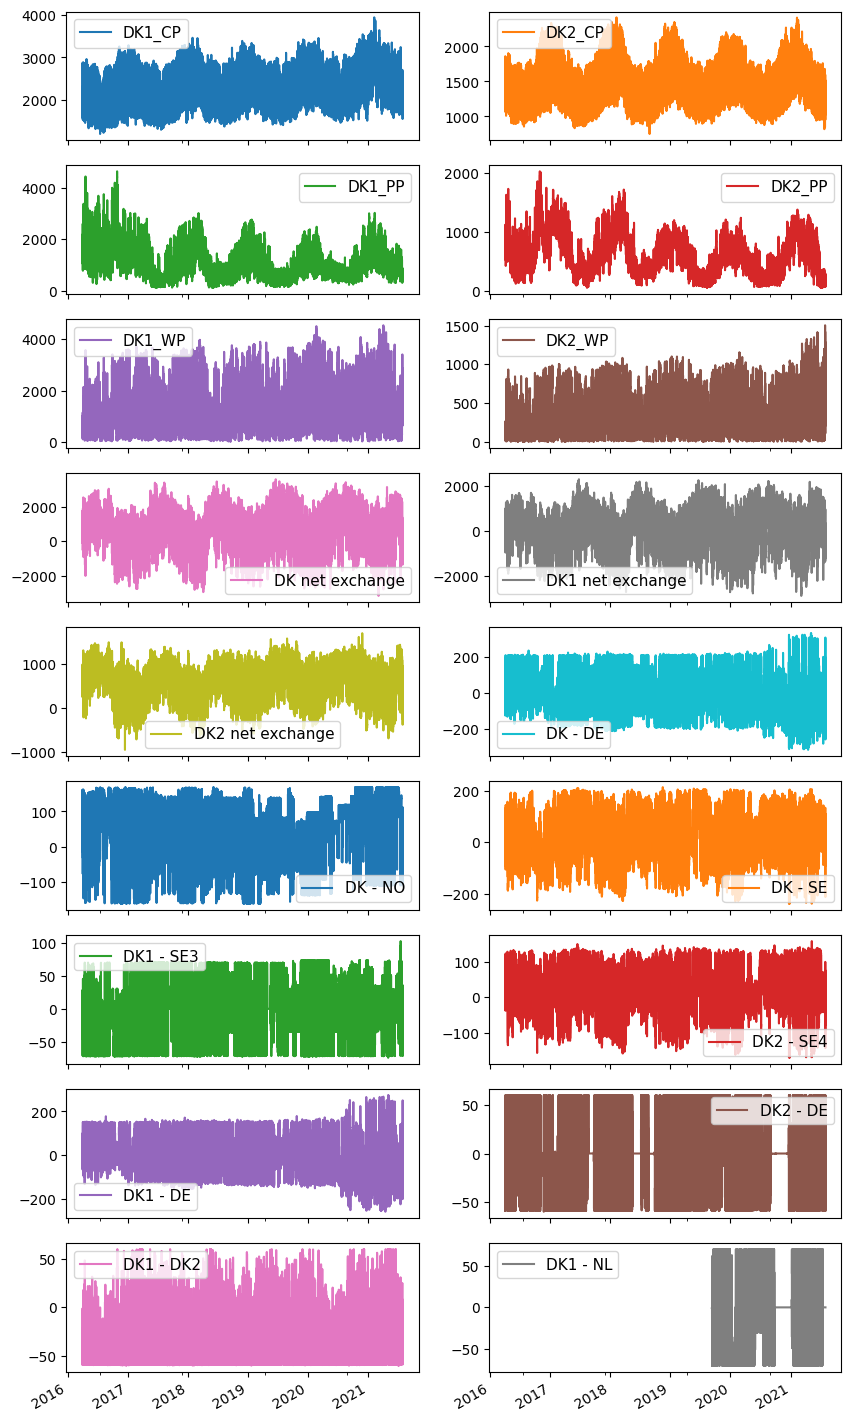 DK1_CP
4000
3000
2000
DK2_CP
2000
1500
1000
DK1_PP
4000
2000
0
DK2_PP
2000
1000
0
DK1_WP
4000
2000
0
DK2_WP
1500
1000
500
0
2000
0
−2000
DK net exchange
2000
0
−2000
DK1 net exchange
1000
0
−1000
DK2 net exchange
200
0
−200
DK - DE
100
0
−100
DK - NO
200
0
−200
DK - SE
100
50
0
−50
DK1 - SE3
100
0
−100
DK2 - SE4
200
0
−200
DK1 - DE
50
0
−50
DK2 - DE
50
0
−50
DK1 - DK2
50
0
−50
DK1 - NL
2016 2017 2018 2019 2020 2021
2016 2017 2018 2019 2020 2021